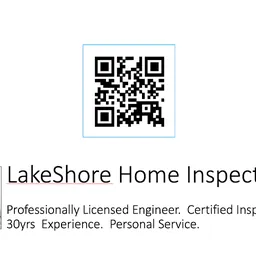 LakeShore Home Inspect
Professionally Licensed Engineer. Certified Insp
30yrs Experience. Personal Service.